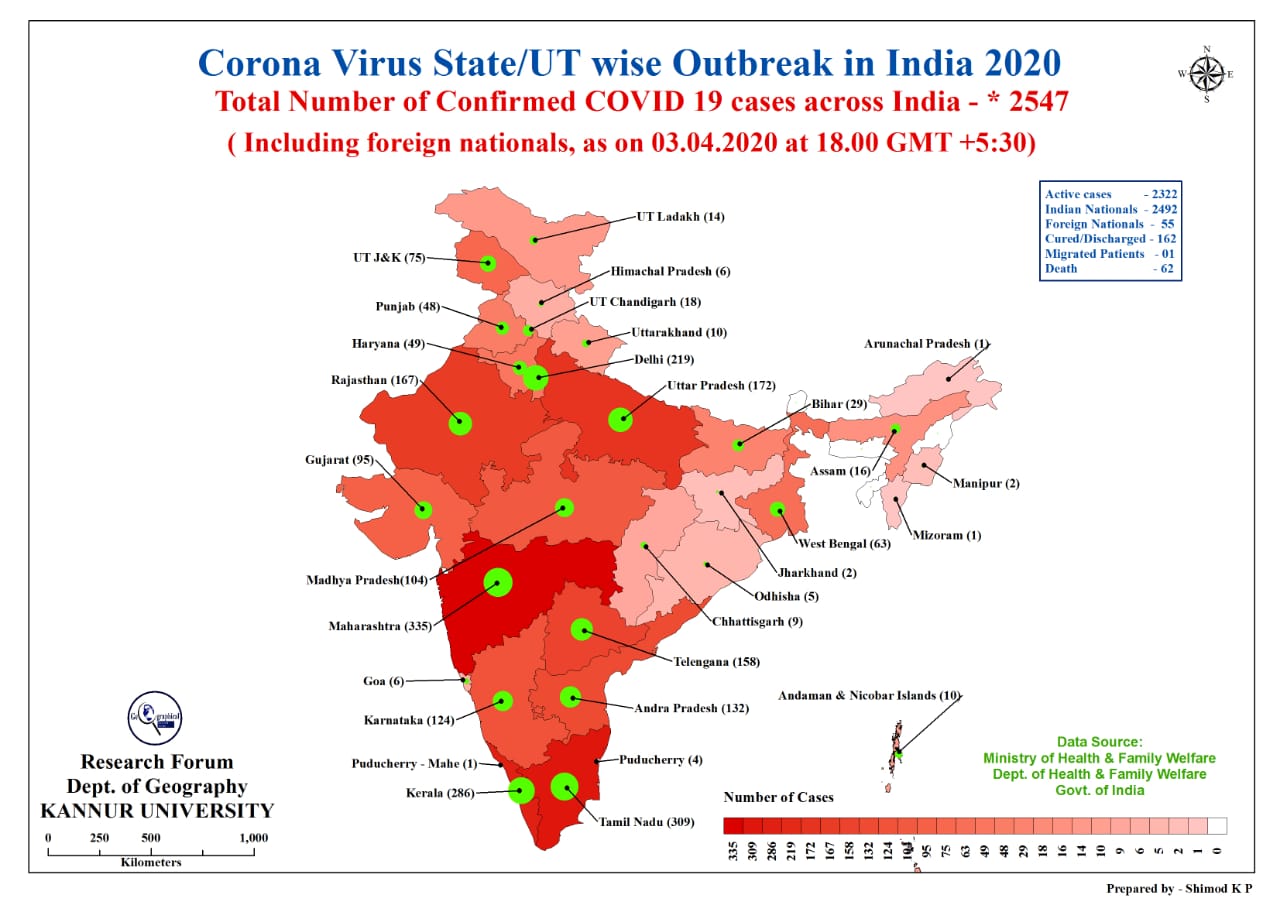 Corona Virus State/UT wise Outbreak in India 2020
Total Number of Confirmed COVID 19 cases across India - * 2547
( Including foreign nationals, as on 03.04.2020 at 18.00 GMT +5:30)
N
W E
S
Active cases - 2322
Indian Nationals - 2492
Foreign Nationals - 55
Cured/Discharged - 162
Migrated Patients - 01
Death - 62
UT Ladakh (14)
UT J&K (75)
Himachal Pradesh (6)
UT Chandigarh (18)
Punjab (48)
Uttarakhand (10)
Haryana (49)
Arunachal Pradesh (1)
Delhi (219)
Rajasthan (167)
Uttar Pradesh (172)
Bihar (29)
Gujarat (95)
Assam (16)
Manipur (2)
Mizoram (1)
West Bengal (63)
Jharkhand (2)
Madhya Pradesh(104)
Odhisha (5)
Chhattisgarh (9)
Maharashtra (335)
Telengana (158)
Goa (6)
Andaman & Nicobar Islands (10)
Andra Pradesh (132)
Karnataka (124)
Puducherry - Mahe (1)
Puducherry (4)
Kerala (286)
Tamil Nadu (309)
Data Source:
Ministry of Health & Family Welfare
Dept. of Health & Family Welfare
Govt. of India
Research Forum
Dept. of Geography
KANNUR UNIVERSITY
0 250 500 1,000
Kilometers
Number of Cases
335 309 286 219 172 167 158 132 124 104 95 75 63 49 48 29 18 16 14 10 9 6 5 2 1 0
Prepared by - Shimod K P